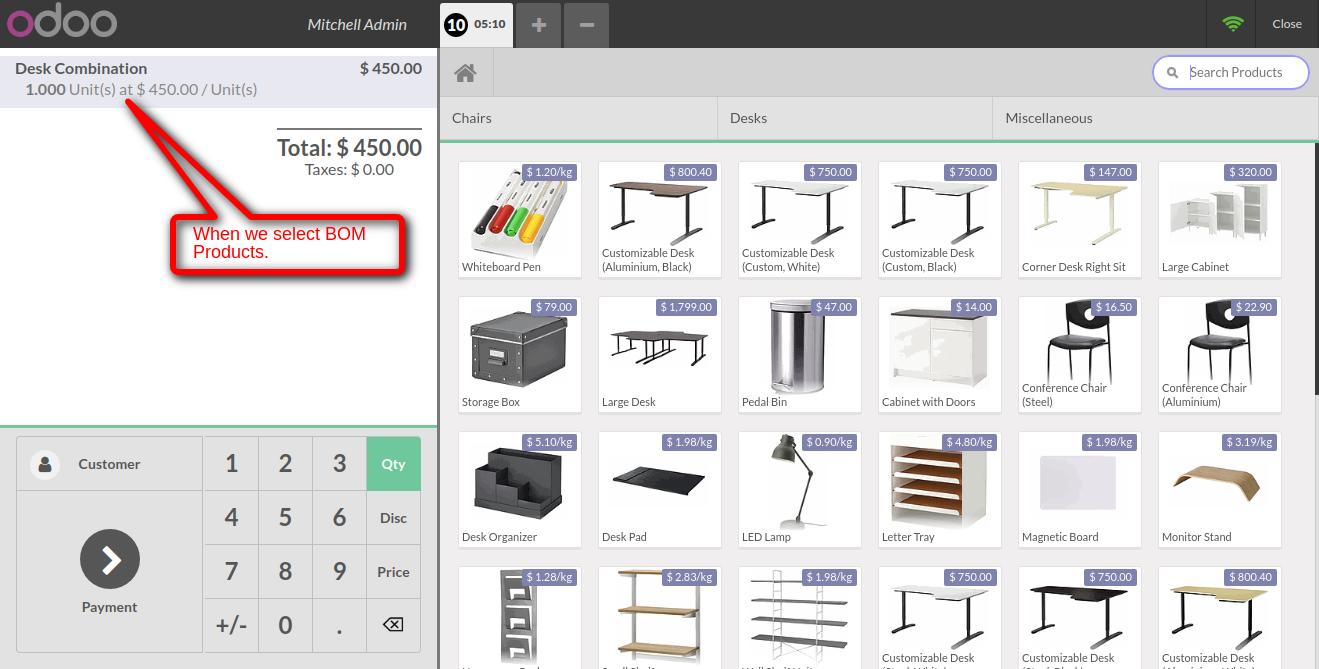 odoo
Mitchell Admin
10 05:10
Close
Desk Combination $ 450.00
1.000 Unit(s) at $ 450.00 / Unit(s)
Total: $ 450.00
Taxes: $ 0.00
When we select BOM
Products.
Search Products
Chairs Desks Miscellaneous
$ 1.20/kg $ 800.40 $ 750.00 $ 750.00 $ 147.00 $ 320.00
Whiteboard Pen
Customizable Desk
(Aluminium, Black)
Customizable Desk
(Custom, White)
Customizable Desk
(Custom, Black)
Corner Desk Right Sit
Large Cabinet
$ 79.00 $ 1,799.00 $ 47.00 $ 14.00 $ 16.50 $ 22.90
Storage Box
Large Desk
Pedal Bin
Cabinet with Doors
Conference Chair
(Steel)
Conference Chair
(Aluminium)
$ 5.10/kg $ 1.98/kg $ 0.90/kg $ 4.80/kg $ 1.98/kg $ 3.19/kg
Desk Organizer
Desk Pad
LED Lamp
Letter Tray
Magnetic Board
Monitor Stand
$ 1.28/kg $ 2.83/kg $ 1.98/kg $ 750.00 $ 750.00 $ 800.40
Customizable Desk
Customizable Desk
Customizable Desk
Customer
1 2 3 Qty
4 5 6 Disc
7 8 9 Price
+/- 0 .
Payment